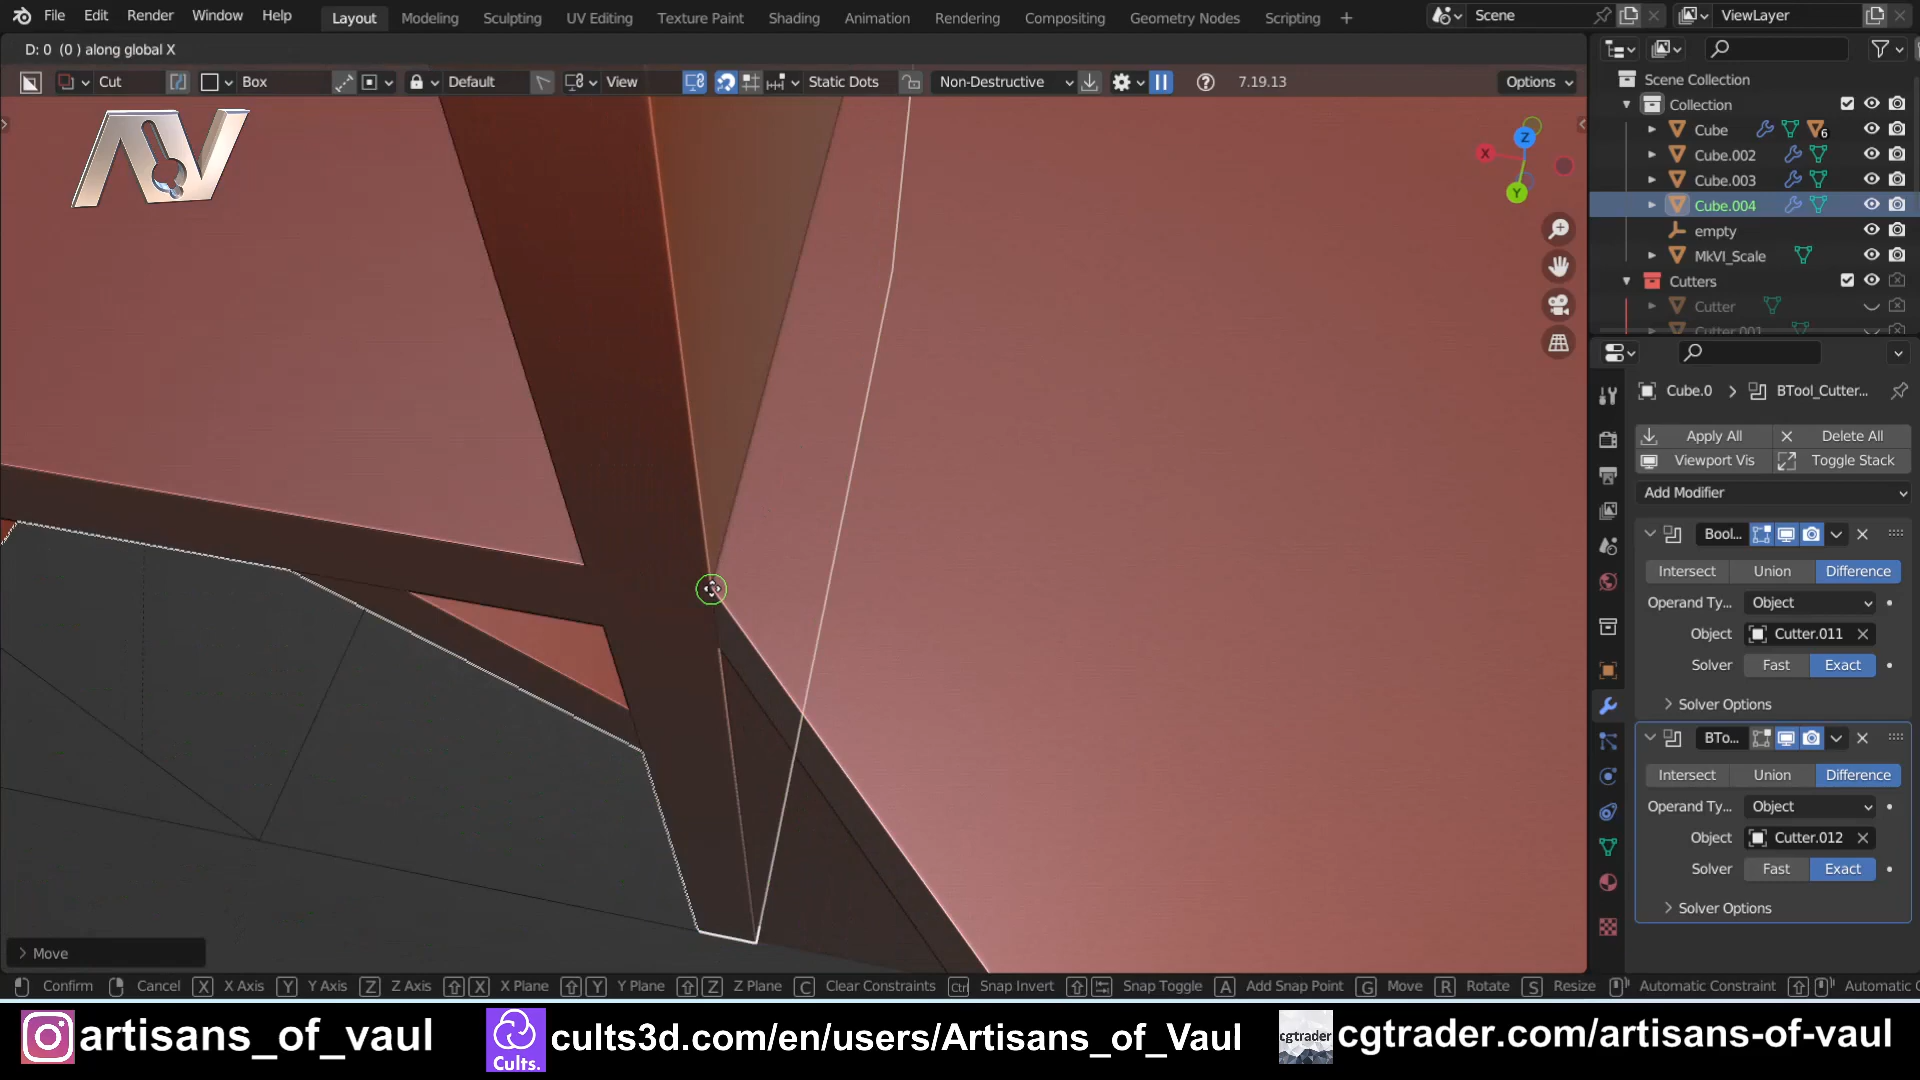 File Edit Render Window Help Layout Modeling Sculpting UV Editing Texture Paint Shading Animation Rendering Compositing Geometry Nodes Scripting + Scene ViewLayer
D: 0 (0 ) along global X
Cut Box Default View Static Dots Non-Destructive 7.19.13 Options
Scene Collection
Collection
Cube 6
Cube.002
Cube.003
Cube.004
empty
MkVI_Scale
Cutters
Cutter
Cutter.001
X Z Y
AV
Cube.0 > BTool_Cutter...
Apply All Delete All
Viewport Vis Toggle Stack
Add Modifier
Bool...
Intersect Union Difference
Operand Ty... Object
Object Cutter.011
Solver Fast Exact
> Solver Options
BTo...
Intersect Union Difference
Operand Ty... Object
Object Cutter.012
Solver Fast Exact
> Solver Options
> Move
Confirm Cancel X X Axis Y Y Axis Z Z Axis X X Plane Y Y Plane Z Z Plane C Clear Constraints Ctrl Snap Invert Snap Toggle A Add Snap Point G Move R Rotate S Resize Automatic Constraint Automatic C
artisans_of_vaul Cults. cults3d.com/en/users/Artisans_of_Vaul cgtrader cgtrader.com/artisans-of-vaul